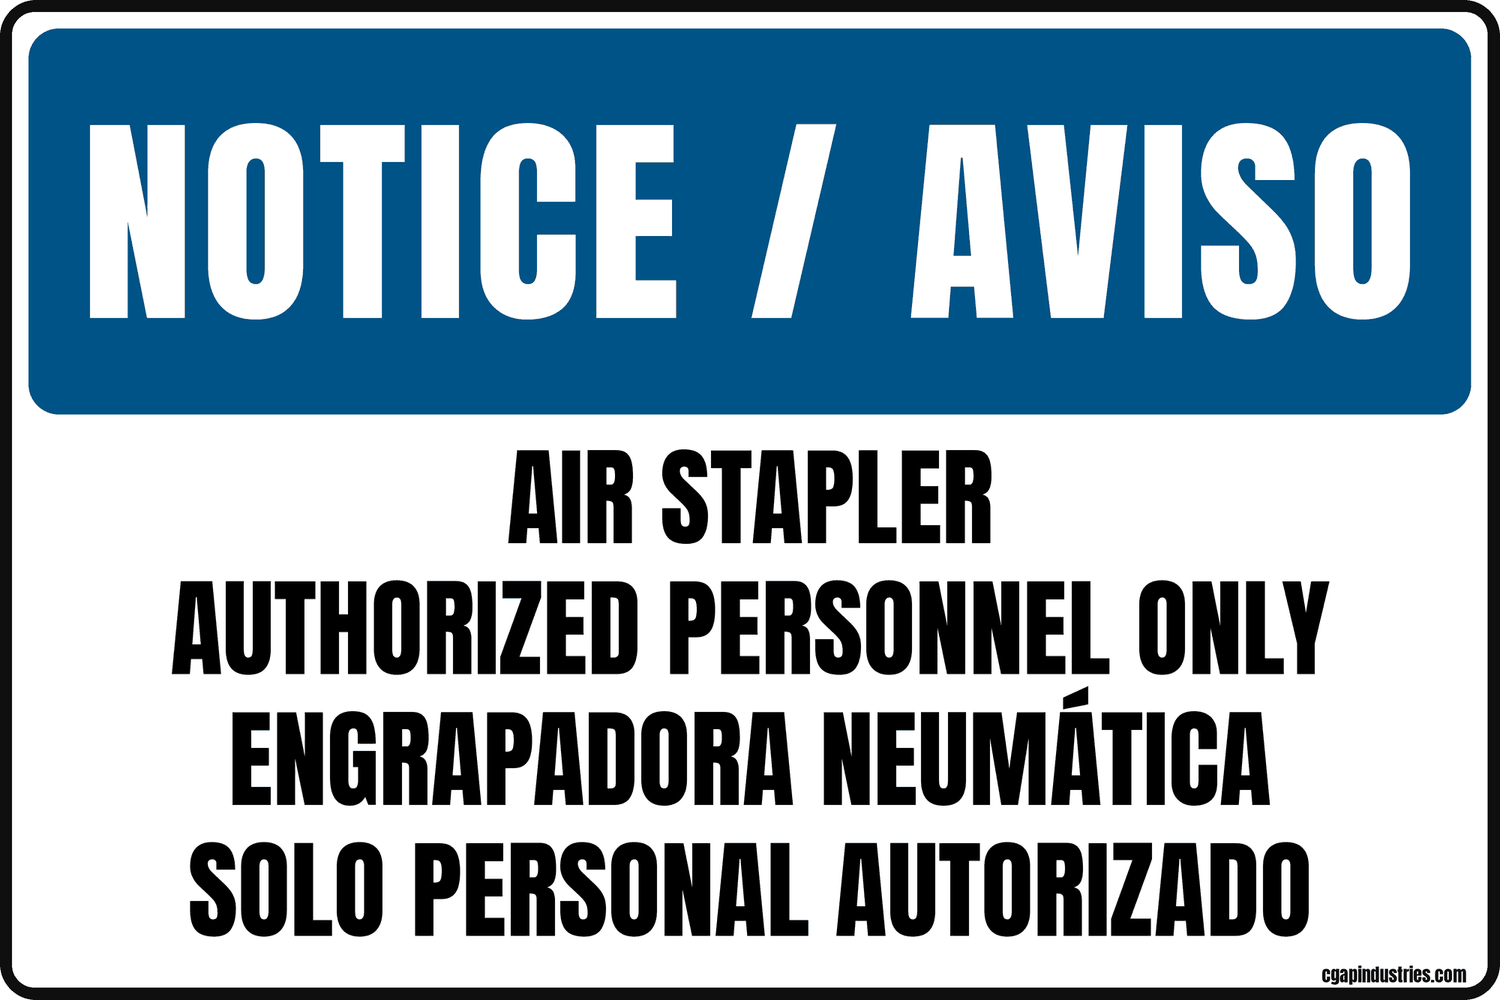 NOTICE / AVISO
AIR STAPLER
AUTHORIZED PERSONNEL ONLY
ENGRAPADORA NEUMÁTICA
SOLO PERSONAL AUTORIZADO
cgapindustries.com